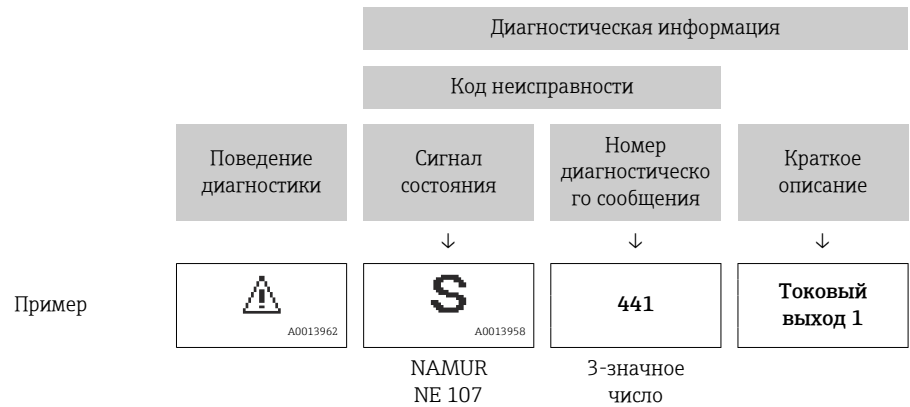 Диагностическая информация
Код неисправности
Поведение
диагностики
Сигнал
состояния
Номер
диагностическо
го сообщения
Краткое
описание
↓ ↓ ↓
Пример
A0013962
S
A0013958
441
Токовый
выход 1
NAMUR
NE 107
3-значное
число